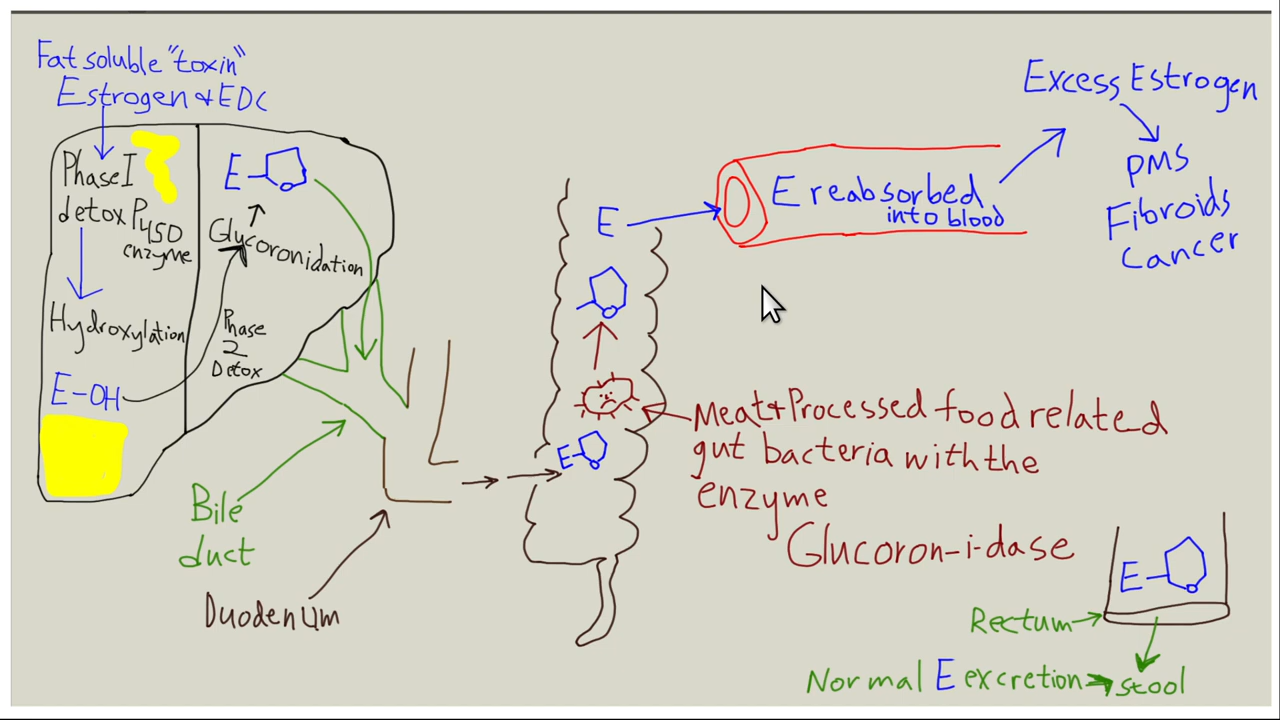 Fat soluble "toxin"
Estrogen & EDC
Phase I
detox P450
enzyme
Hydroxylation
E-OH
E
Glycoronidation
Phase
2
Detox
Bile
duct
Duodenum
E
E
E reabsorbed
into blood
Excess Estrogen
PMS
Fibroids
Cancer
Meat+Processed food related
gut bacteria with the
enzyme
Glucoron-i-dase
E
Rectum
Normal E excretion
stool